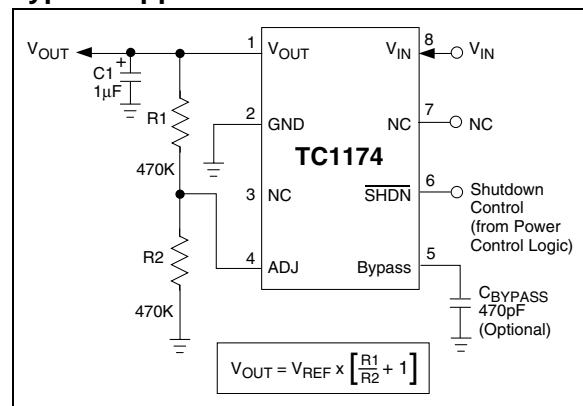 VOUT
C1
+
1µF
R1
470K
R2
470K
1
VOUT
2
GND
3
NC
4
ADJ
TC1174
VIN
8
VIN
NC
7
NC
SHDN
6
Shutdown
Control
(from Power
Control Logic)
Bypass
5
CBYPASS
470pF
(Optional)
VOUT = VREF x [R1/R2 + 1]